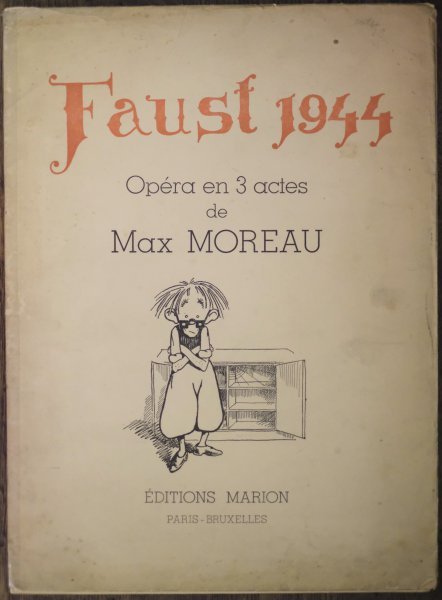 Faust 1944
Opéra en 3 actes
de
Max MOREAU
ÉDITIONS MARION
PARIS-BRUXELLES